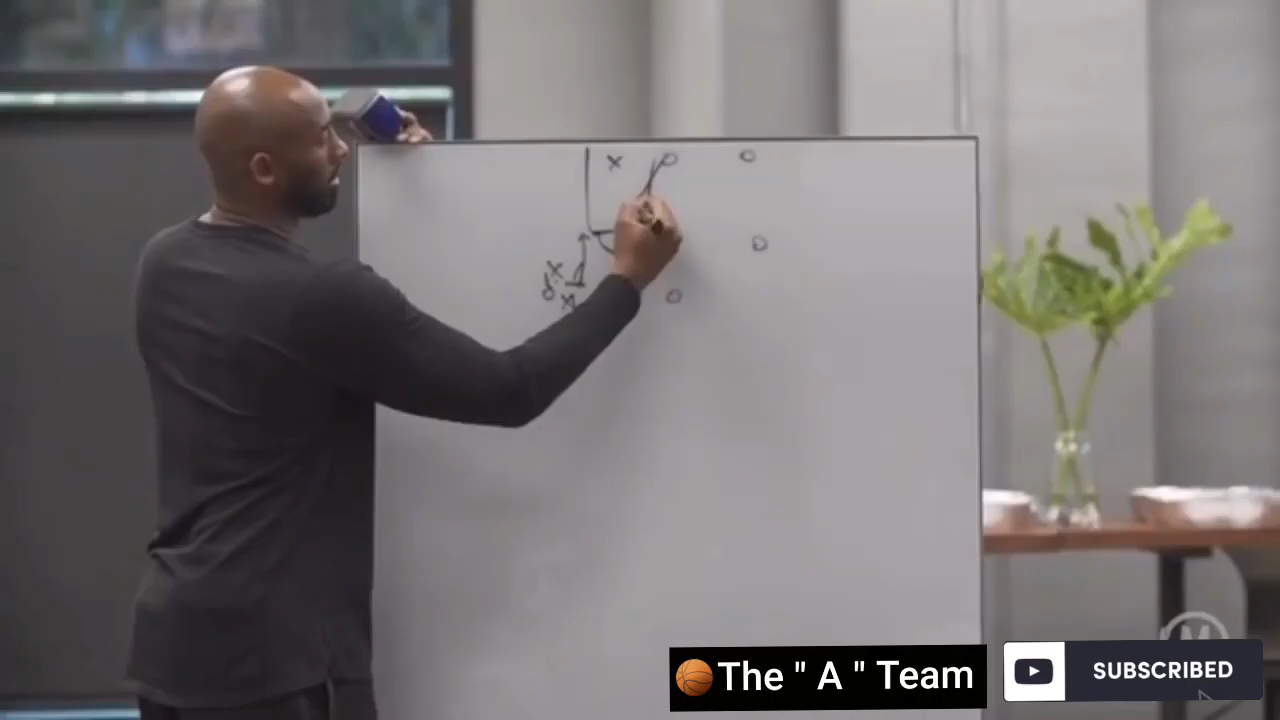 x o o
o
x
o x o
The " A " Team
SUBSCRIBED
M